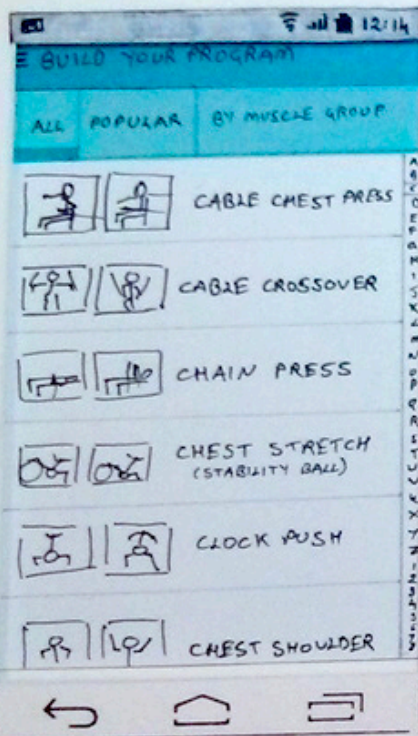 12:14
BUILD YOUR PROGRAM
ALL POPULAR BY MUSCLE GROUP
CABLE CHEST PRESS
CABLE CROSSOVER
CHAIN PRESS
CHEST STRETCH
(STABILITY BALL)
CLOCK PUSH
CHEST SHOULDER